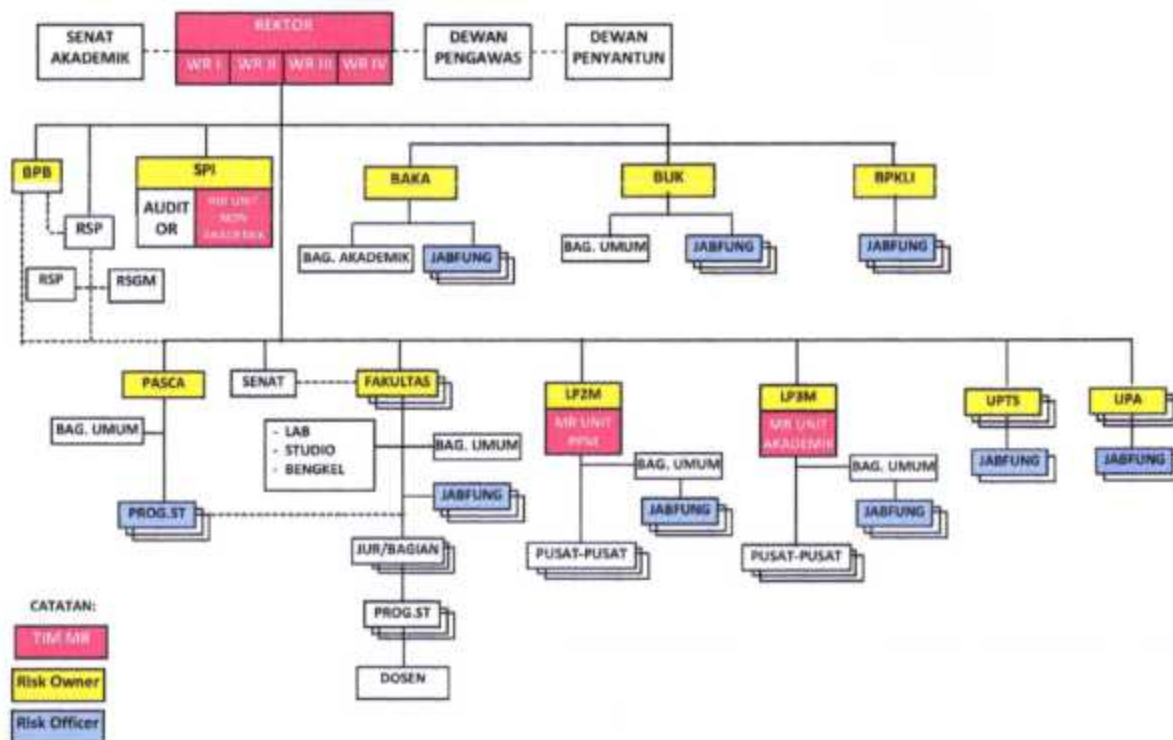 SENAT
AKADEMIK
REKTOR
WR I WR II WR III WR IV
DEWAN
PENGAWAS
DEWAN
PENYANTUN
BPB
SPI
AUDIT
OR
MR UNIT
NON
AKADEMIK
RSP
RSP
RSGM
BAKA
BUK
BPKLI
BAG. AKADEMIK
JABFUNG
BAG. UMUM
JABFUNG
JABFUNG
PASCA
SENAT
FAKULTAS
LP2M
MR UNIT
PPM
LP3M
MR UNIT
AKADEMIK
UPTS
UPA
BAG. UMUM
- LAB
- STUDIO
- BENGKEL
BAG. UMUM
BAG. UMUM
BAG. UMUM
JABFUNG
JABFUNG
PROG.ST
JABFUNG
JABFUNG
JABFUNG
JUR/BAGIAN
PUSAT-PUSAT
PUSAT-PUSAT
PROG.ST
DOSEN
CATATAN:
TIM MR
Risk Owner
Risk Officer